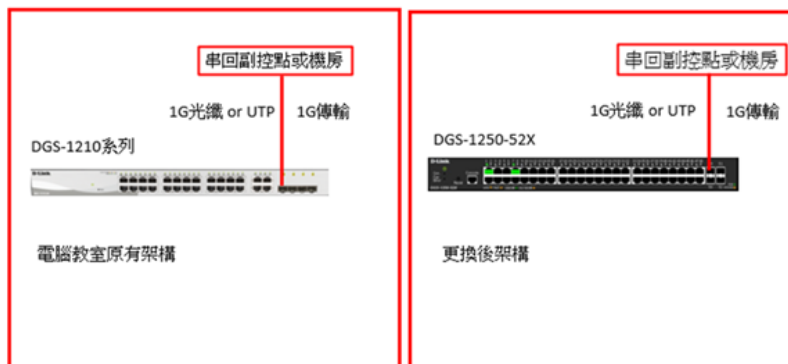 串回副控點或機房
1G光纖 or UTP
1G傳輸
DGS-1210系列
D-Link
電腦教室原有架構
串回副控點或機房
1G光纖 or UTP
1G傳輸
DGS-1250-52X
D-Link
更換後架構